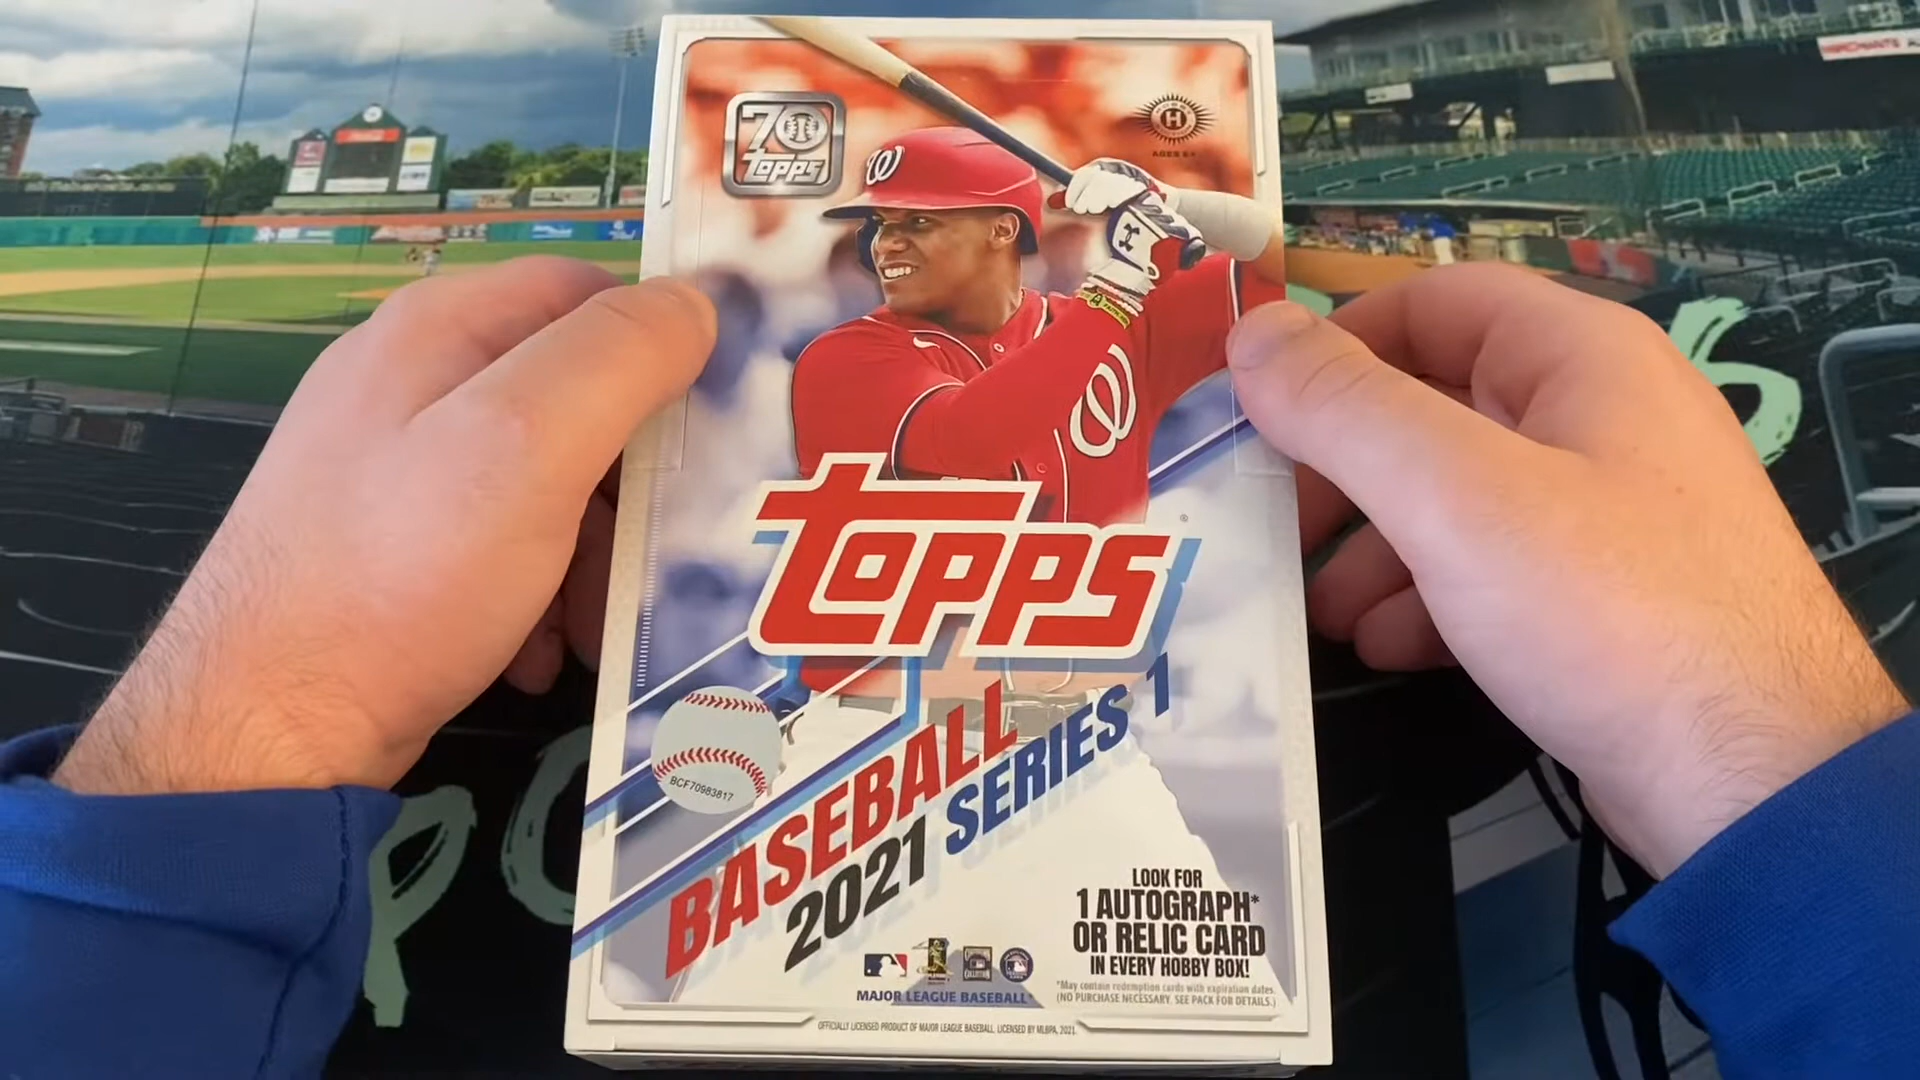 70
Topps
HOBBY
H
AGES 6+
W
W
Topps
®
BASEBALL
2021 SERIES 1
BCF70983817
LOOK FOR
1 AUTOGRAPH*
OR RELIC CARD
IN EVERY HOBBY BOX!
MAJOR LEAGUE BASEBALL
*May contain redemption cards with expiration dates.
(NO PURCHASE NECESSARY. SEE PACK FOR DETAILS.)
OFFICIALLY LICENSED PRODUCT OF MAJOR LEAGUE BASEBALL. LICENSED BY MLBPA, 2021.